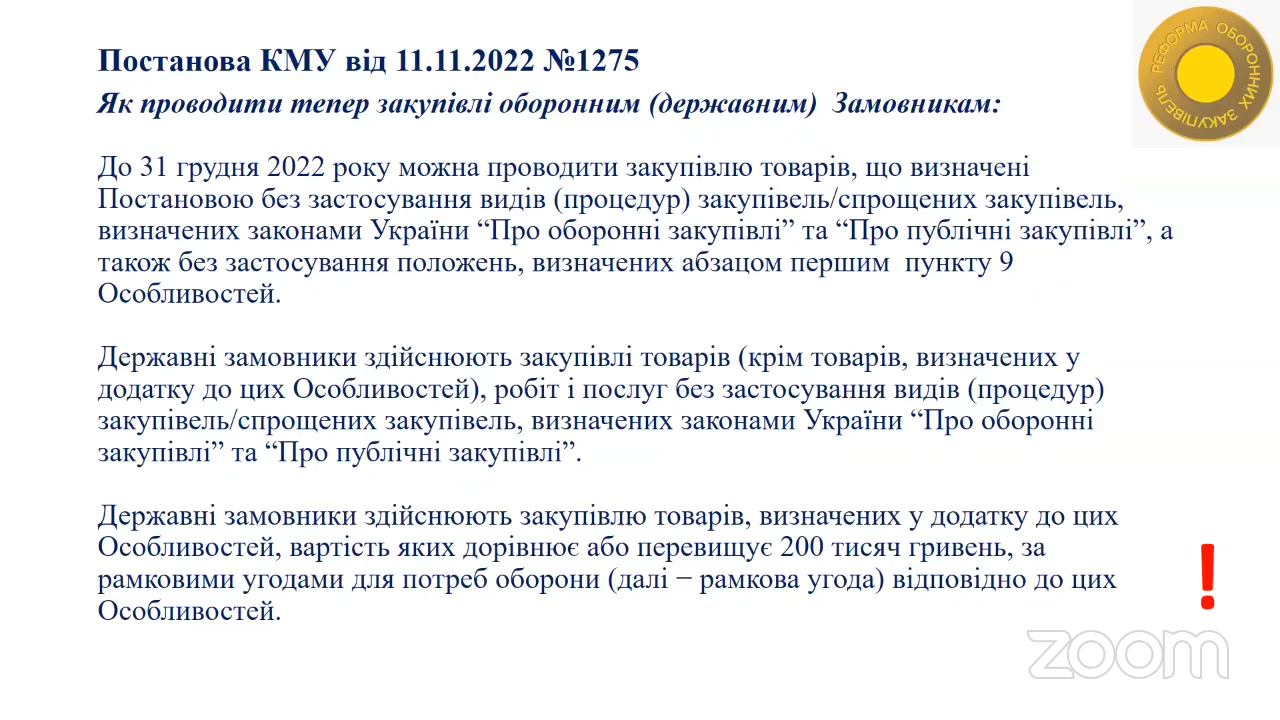 Постанова КМУ від 11.11.2022 №1275
Як проводити тепер закупівлі оборонним (державним) Замовникам:
До 31 грудня 2022 року можна проводити закупівлю товарів, що визначені
Постановою без застосування видів (процедур) закупівель/спрощених закупівель,
визначених законами України “Про оборонні закупівлі” та “Про публічні закупівлі”, а
також без застосування положень, визначених абзацом першим пункту 9
Особливостей.
Державні замовники здійснюють закупівлі товарів (крім товарів, визначених у
додатку до цих Особливостей), робіт і послуг без застосування видів (процедур)
закупівель/спрощених закупівель, визначених законами України “Про оборонні
закупівлі” та “Про публічні закупівлі”.
Державні замовники здійснюють закупівлю товарів, визначених у додатку до цих
Особливостей, вартість яких дорівнює або перевищує 200 тисяч гривень, за
рамковими угодами для потреб оборони (далі − рамкова угода) відповідно до цих
Особливостей.
!
РЕФОРМА ОБОРОННИХ ЗАКУПІВЕЛЬ
zoom